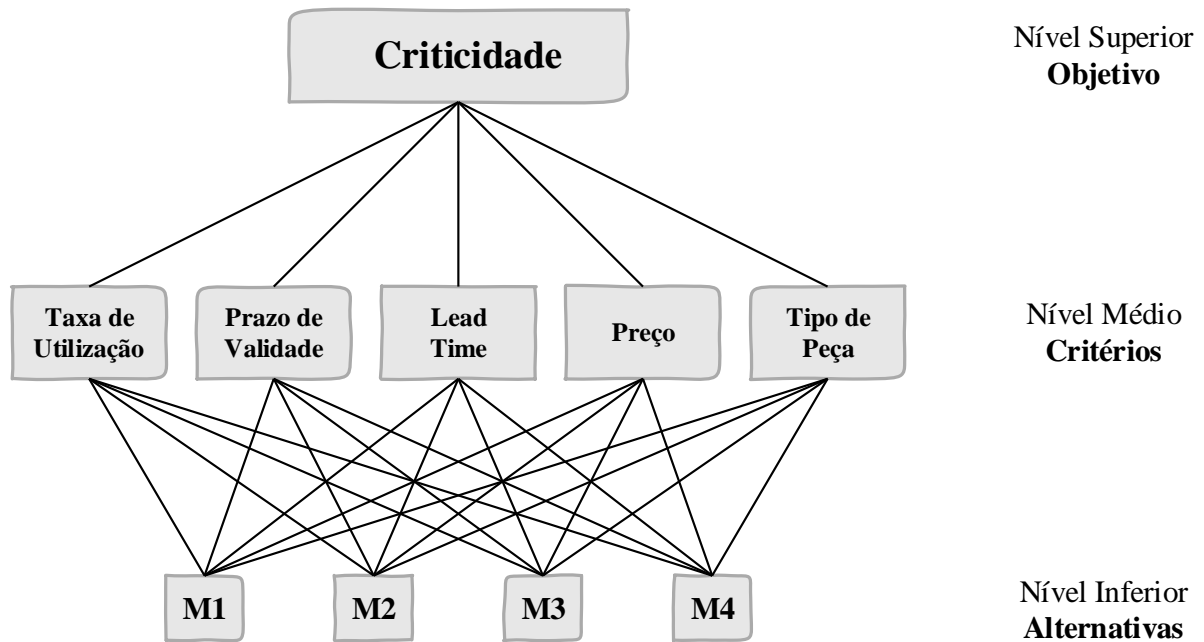 Criticidade
Nível Superior
Objetivo
Taxa de
Utilização
Prazo de
Validade
Lead
Time
Preço
Tipo de
Peça
Nível Médio
Critérios
M1
M2
M3
M4
Nível Inferior
Alternativas